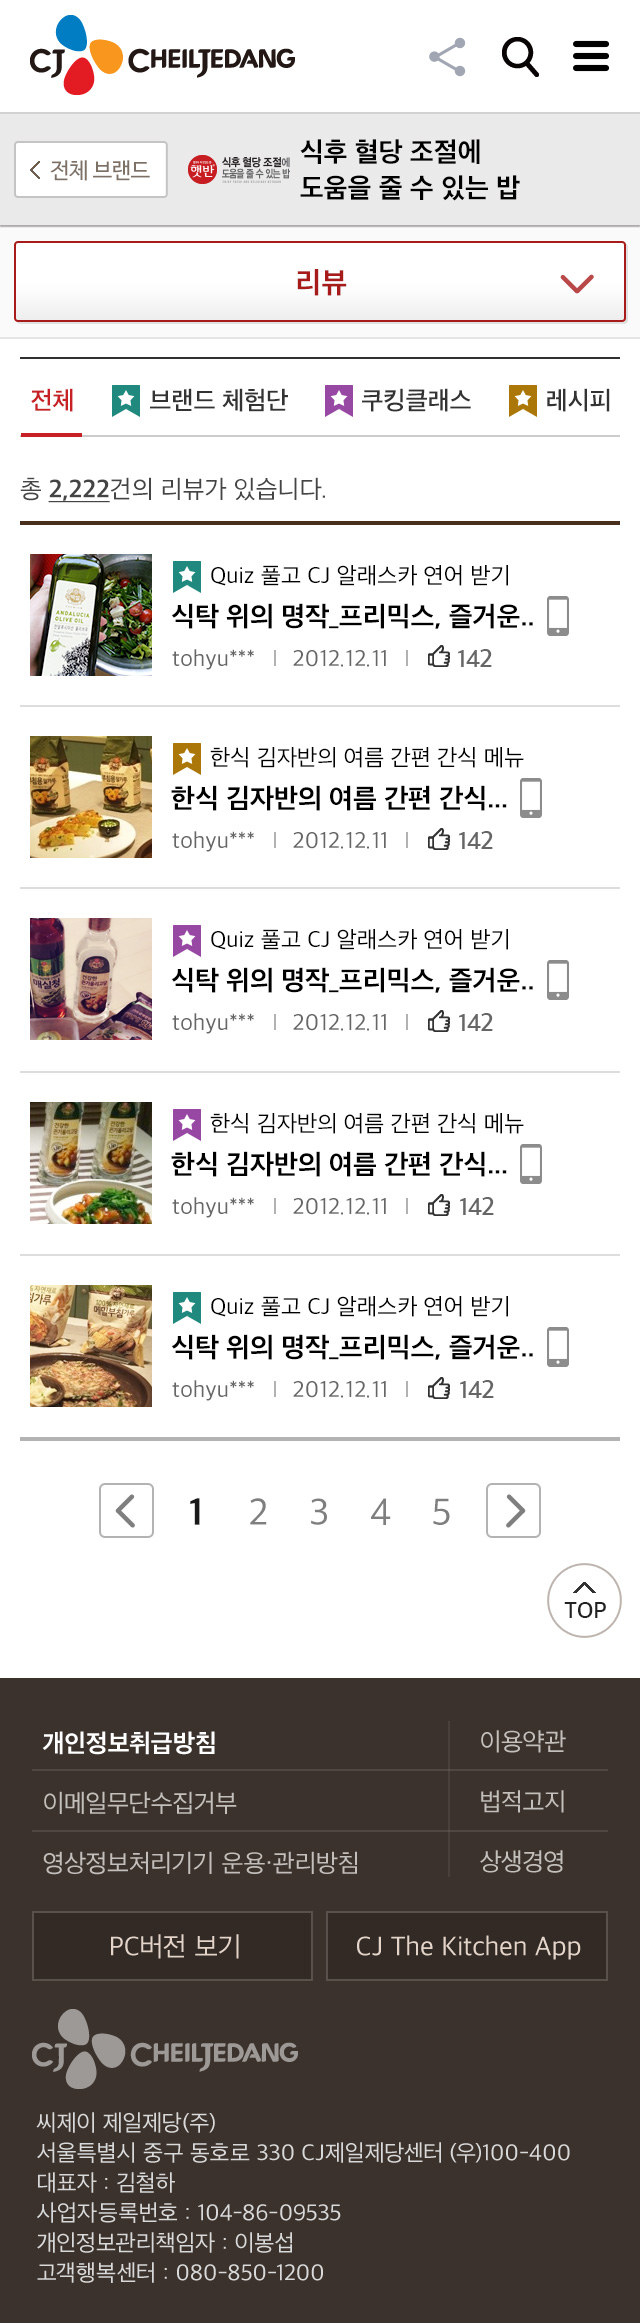 CJ CHEILJEDANG
전체 브랜드
햇반
식후 혈당 조절에
도움을 줄 수 있는 밥
식후 혈당 조절에
도움을 줄 수 있는 밥
리뷰
전체 브랜드 체험단 쿠킹클래스 레시피
총 2,222건의 리뷰가 있습니다.
ANDALUCIA
OLIVE OIL
Quiz 풀고 CJ 알래스카 연어 받기
식탁 위의 명작_프리믹스, 즐거운..
tohyu*** | 2012.12.11 | 142
한식 김자반의 여름 간편 간식 메뉴
한식 김자반의 여름 간편 간식...
tohyu*** | 2012.12.11 | 142
매실청
Quiz 풀고 CJ 알래스카 연어 받기
식탁 위의 명작_프리믹스, 즐거운..
tohyu*** | 2012.12.11 | 142
한식 김자반의 여름 간편 간식 메뉴
한식 김자반의 여름 간편 간식...
tohyu*** | 2012.12.11 | 142
메밀부침가루
Quiz 풀고 CJ 알래스카 연어 받기
식탁 위의 명작_프리믹스, 즐거운..
tohyu*** | 2012.12.11 | 142
1 2 3 4 5
TOP
개인정보취급방침 이용약관
이메일무단수집거부 법적고지
영상정보처리기기 운용·관리방침 상생경영
PC버전 보기 CJ The Kitchen App
CJ CHEILJEDANG
씨제이 제일제당(주)
서울특별시 중구 동호로 330 CJ제일제당센터 (우)100-400
대표자 : 김철하
사업자등록번호 : 104-86-09535
개인정보관리책임자 : 이봉섭
고객행복센터 : 080-850-1200